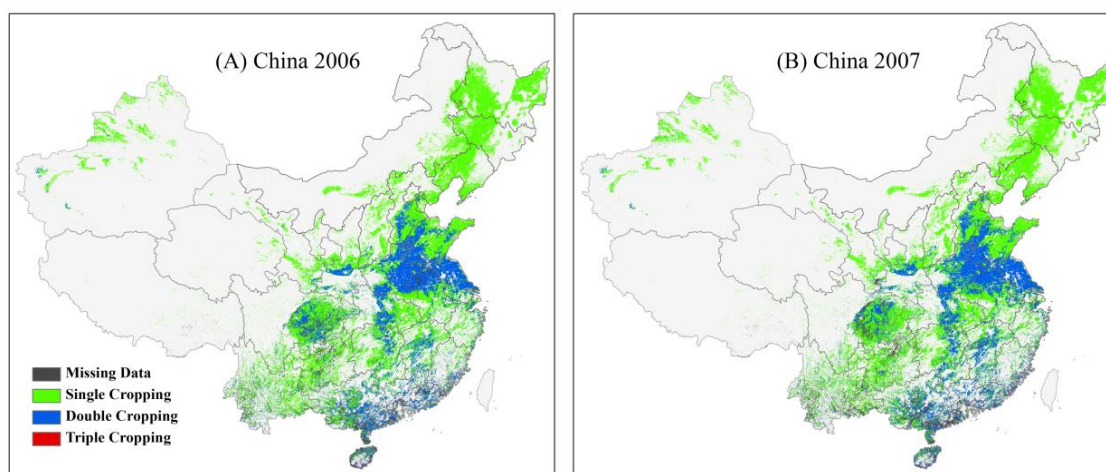 (A) China 2006
(B) China 2007
Missing Data
Single Cropping
Double Cropping
Triple Cropping